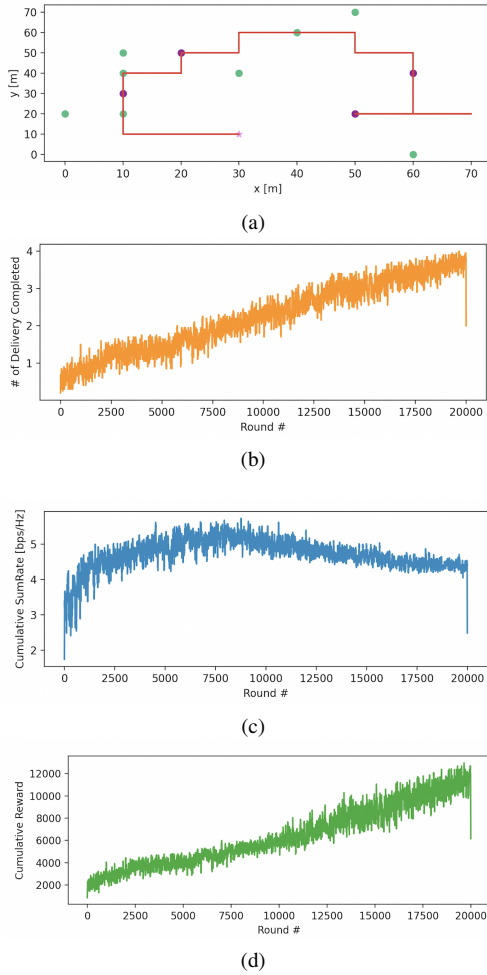 70
60
50
40
30
20
10
0
y [m]
0 10 20 30 40 50 60 70
x [m]
(a)
4
3
2
1
# of Delivery Completed
0 2500 5000 7500 10000 12500 15000 17500 20000
Round #
(b)
5
4
3
2
Cumulative SumRate [bps/Hz]
0 2500 5000 7500 10000 12500 15000 17500 20000
Round #
(c)
12000
10000
8000
6000
4000
2000
Cumulative Reward
0 2500 5000 7500 10000 12500 15000 17500 20000
Round #
(d)